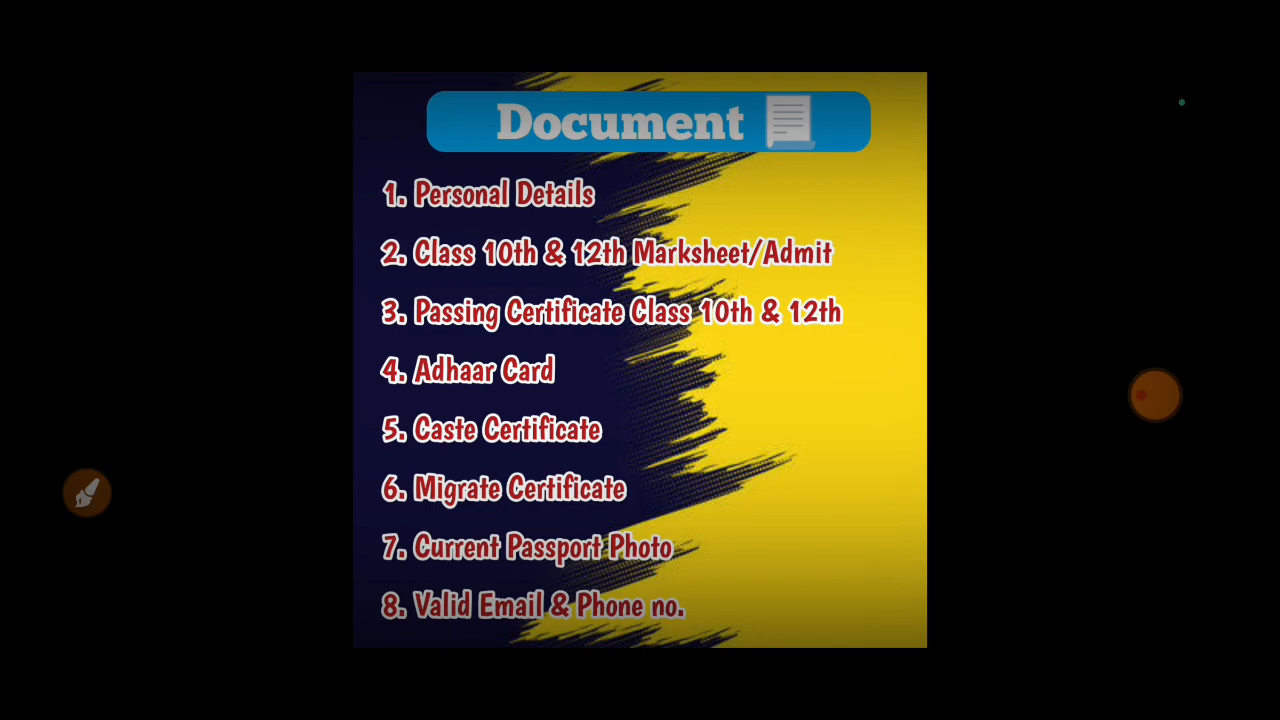 Document
1. Personal Details
2. Class 10th & 12th Marksheet/Admit
3. Passing Certificate Class 10th & 12th
4. Adhaar Card
5. Caste Certificate
6. Migrate Certificate
7. Current Passport Photo
8. Valid Email & Phone no.